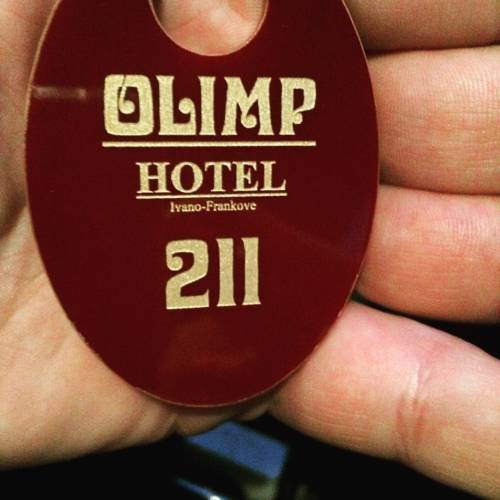 OLIMP
HOTEL
Ivano-Frankove
211